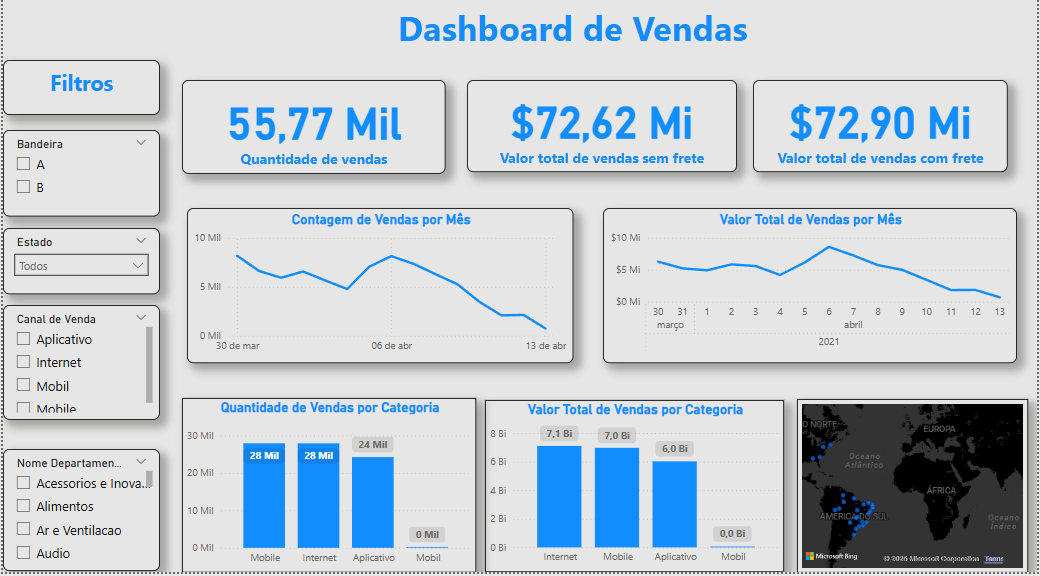 Dashboard de Vendas
Filtros
Bandeira
A
B
Estado
Todos
Canal de Venda
Aplicativo
Internet
Mobil
Mobile
Nome Departamen...
Acessorios e Inova...
Alimentos
Ar e Ventilacao
Audio
55,77 Mil
Quantidade de vendas
$72,62 Mi
Valor total de vendas sem frete
$72,90 Mi
Valor total de vendas com frete
Contagem de Vendas por Mês
10 Mil
5 Mil
0 Mil
30 de mar 06 de abr 13 de abr
Valor Total de Vendas por Mês
$10 Mi
$5 Mi
$0 Mi
30 31 1 2 3 4 5 6 7 8 9 10 11 12 13
março abril
2021
Quantidade de Vendas por Categoria
30 Mil
20 Mil
10 Mil
0 Mil
28 Mil 28 Mil 24 Mil 0 Mil
Mobile Internet Aplicativo Mobil
Valor Total de Vendas por Categoria
8 Bi
6 Bi
4 Bi
2 Bi
0 Bi
7,1 Bi 7,0 Bi 6,0 Bi 0,0 Bi
Internet Mobile Aplicativo Mobil
O NORTE
EUROPA
Oceano
Atlântico
ÁFRICA
AMÉRICA DO SUL
Oceano
Índico
Microsoft Bing
© 2025 Microsoft Corporation Terms